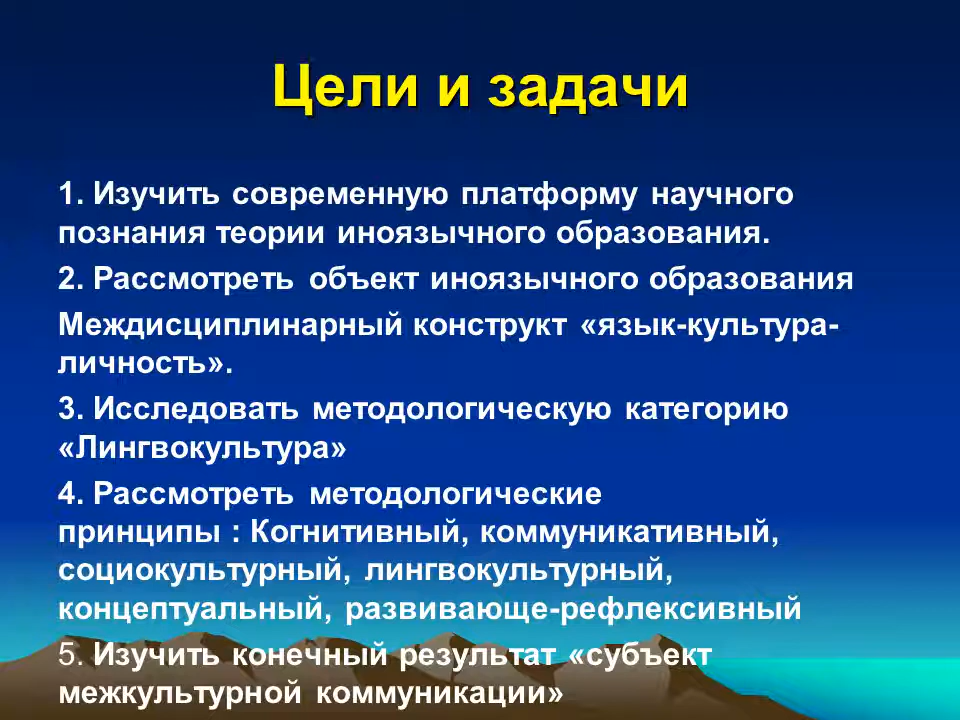 Цели и задачи
1. Изучить современную платформу научного
познания теории иноязычного образования.
2. Рассмотреть объект иноязычного образования
Междисциплинарный конструкт «язык-культура-
личность».
3. Исследовать методологическую категорию
«Лингвокультура»
4. Рассмотреть методологические
принципы : Когнитивный, коммуникативный,
социокультурный, лингвокультурный,
концептуальный, развивающе-рефлексивный
5. Изучить конечный результат «субъект
межкультурной коммуникации»